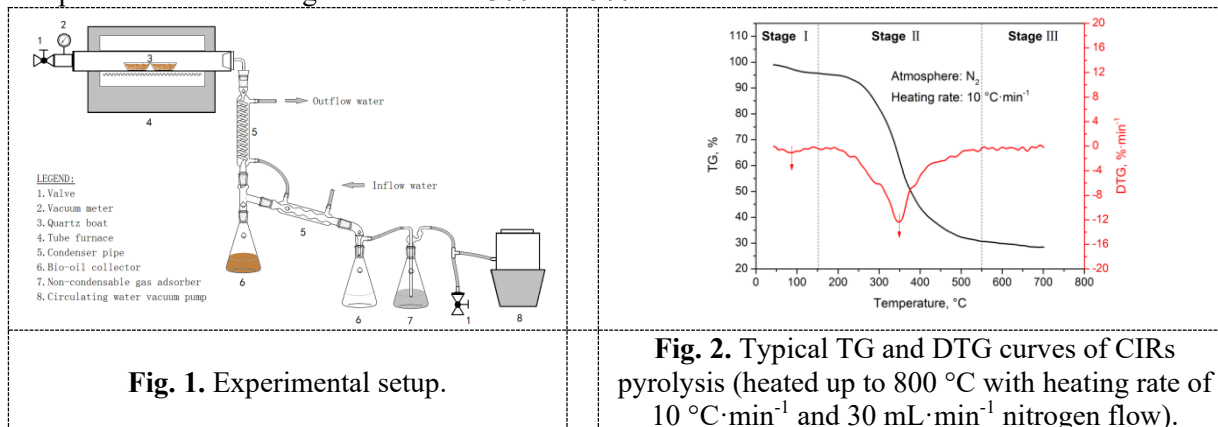 1
2
3
4
Outflow water
5
LEGEND:
1. Valve
2. Vacuum meter
3. Quartz boat
4. Tube furnace
5. Condenser pipe
6. Bio-oil collector
7. Non-condensable gas adsorber
8. Circulating water vacuum pump
Inflow water
5
6
6
7
1
8
Stage I
Stage II
Stage III
Atmosphere: N₂
Heating rate: 10 °C·min⁻¹
TG, %
110
100
90
80
70
60
50
40
30
20
0
100
200
300
400
500
600
700
800
Temperature, °C
20
16
12
8
4
0
-4
-8
-12
-16
-20
DTG, %·min⁻¹
Fig. 1. Experimental setup.
Fig. 2. Typical TG and DTG curves of CIRs
pyrolysis (heated up to 800 °C with heating rate of
10 °C·min⁻¹ and 30 mL·min⁻¹ nitrogen flow).